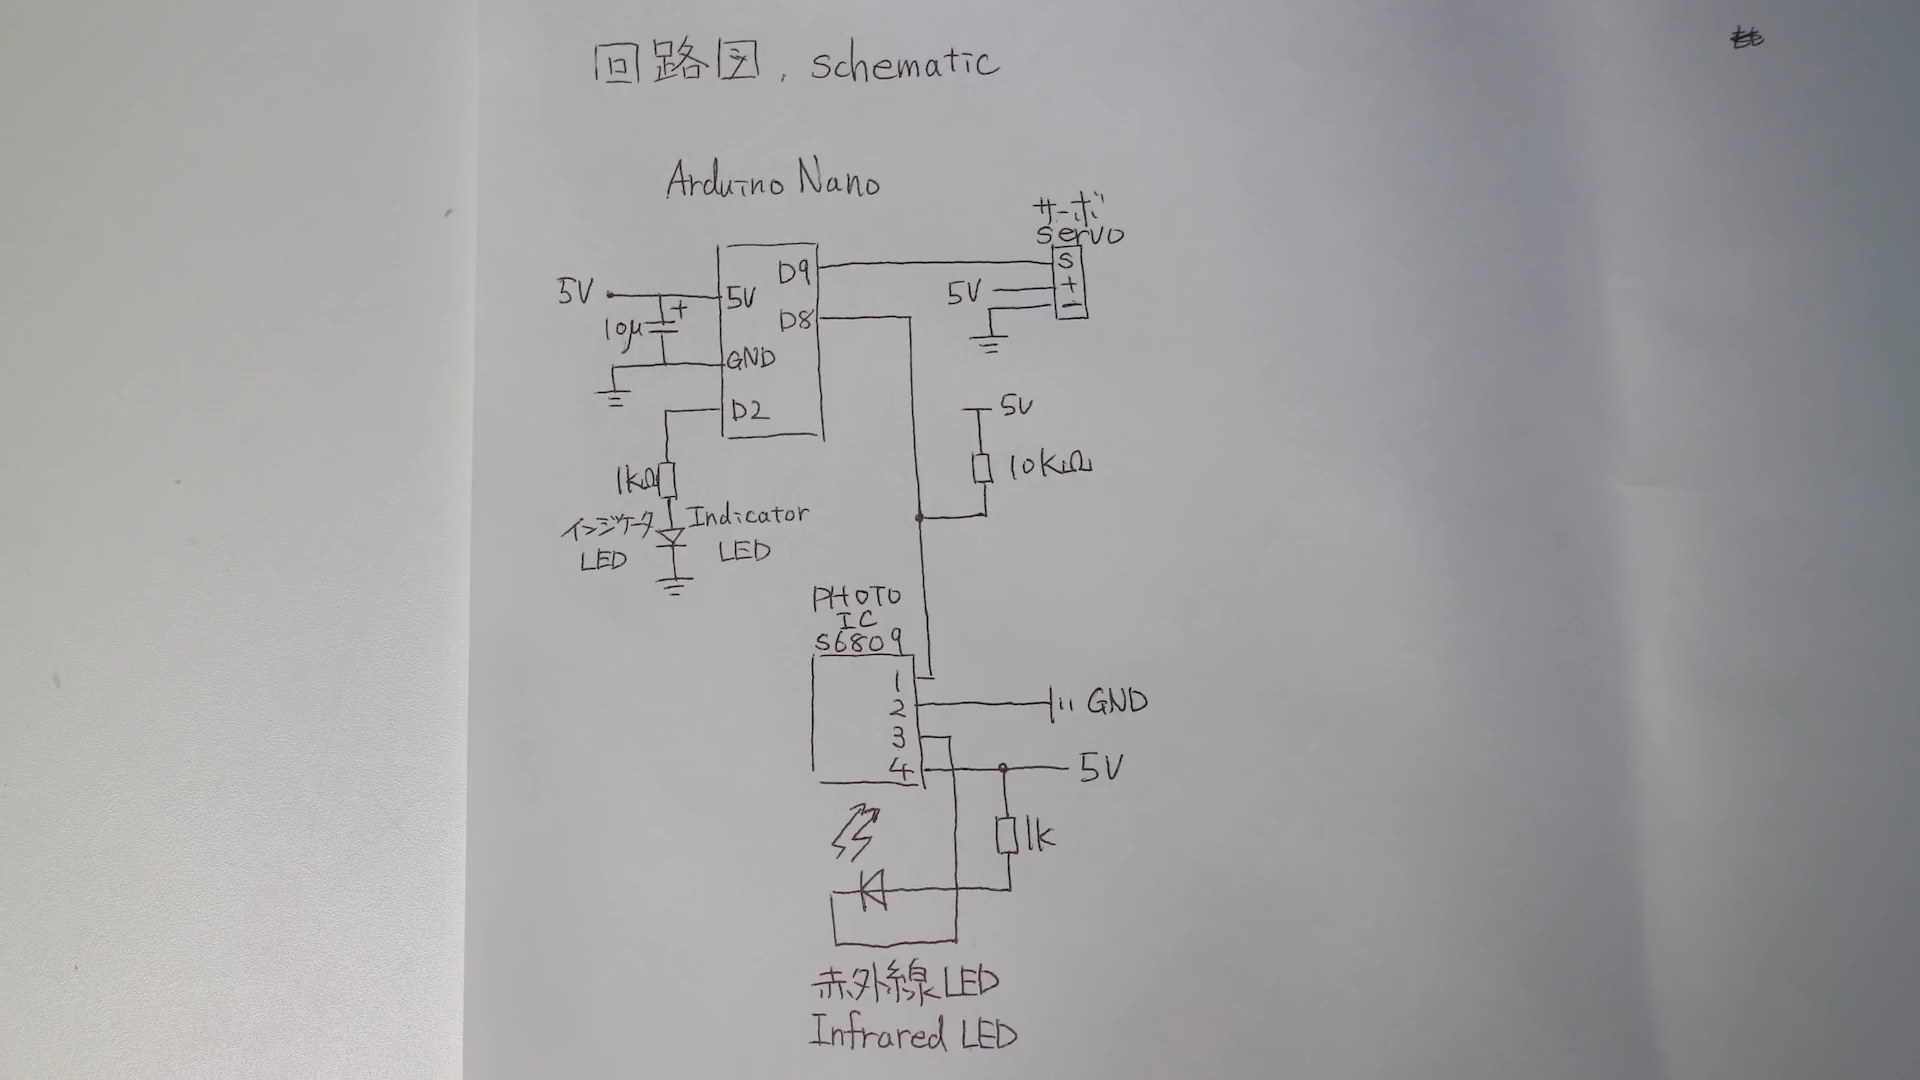 回路図, schematic
Arduino Nano
サーボ
Servo
D9
S
5V
5V
5V
+
+
−
10μ
D8
GND
D2
5V
1kΩ
10kΩ
インジケータ
LED
Indicator
LED
PHOTO
IC
S6809
1
2
GND
3
4
5V
1k
赤外線LED
Infrared LED